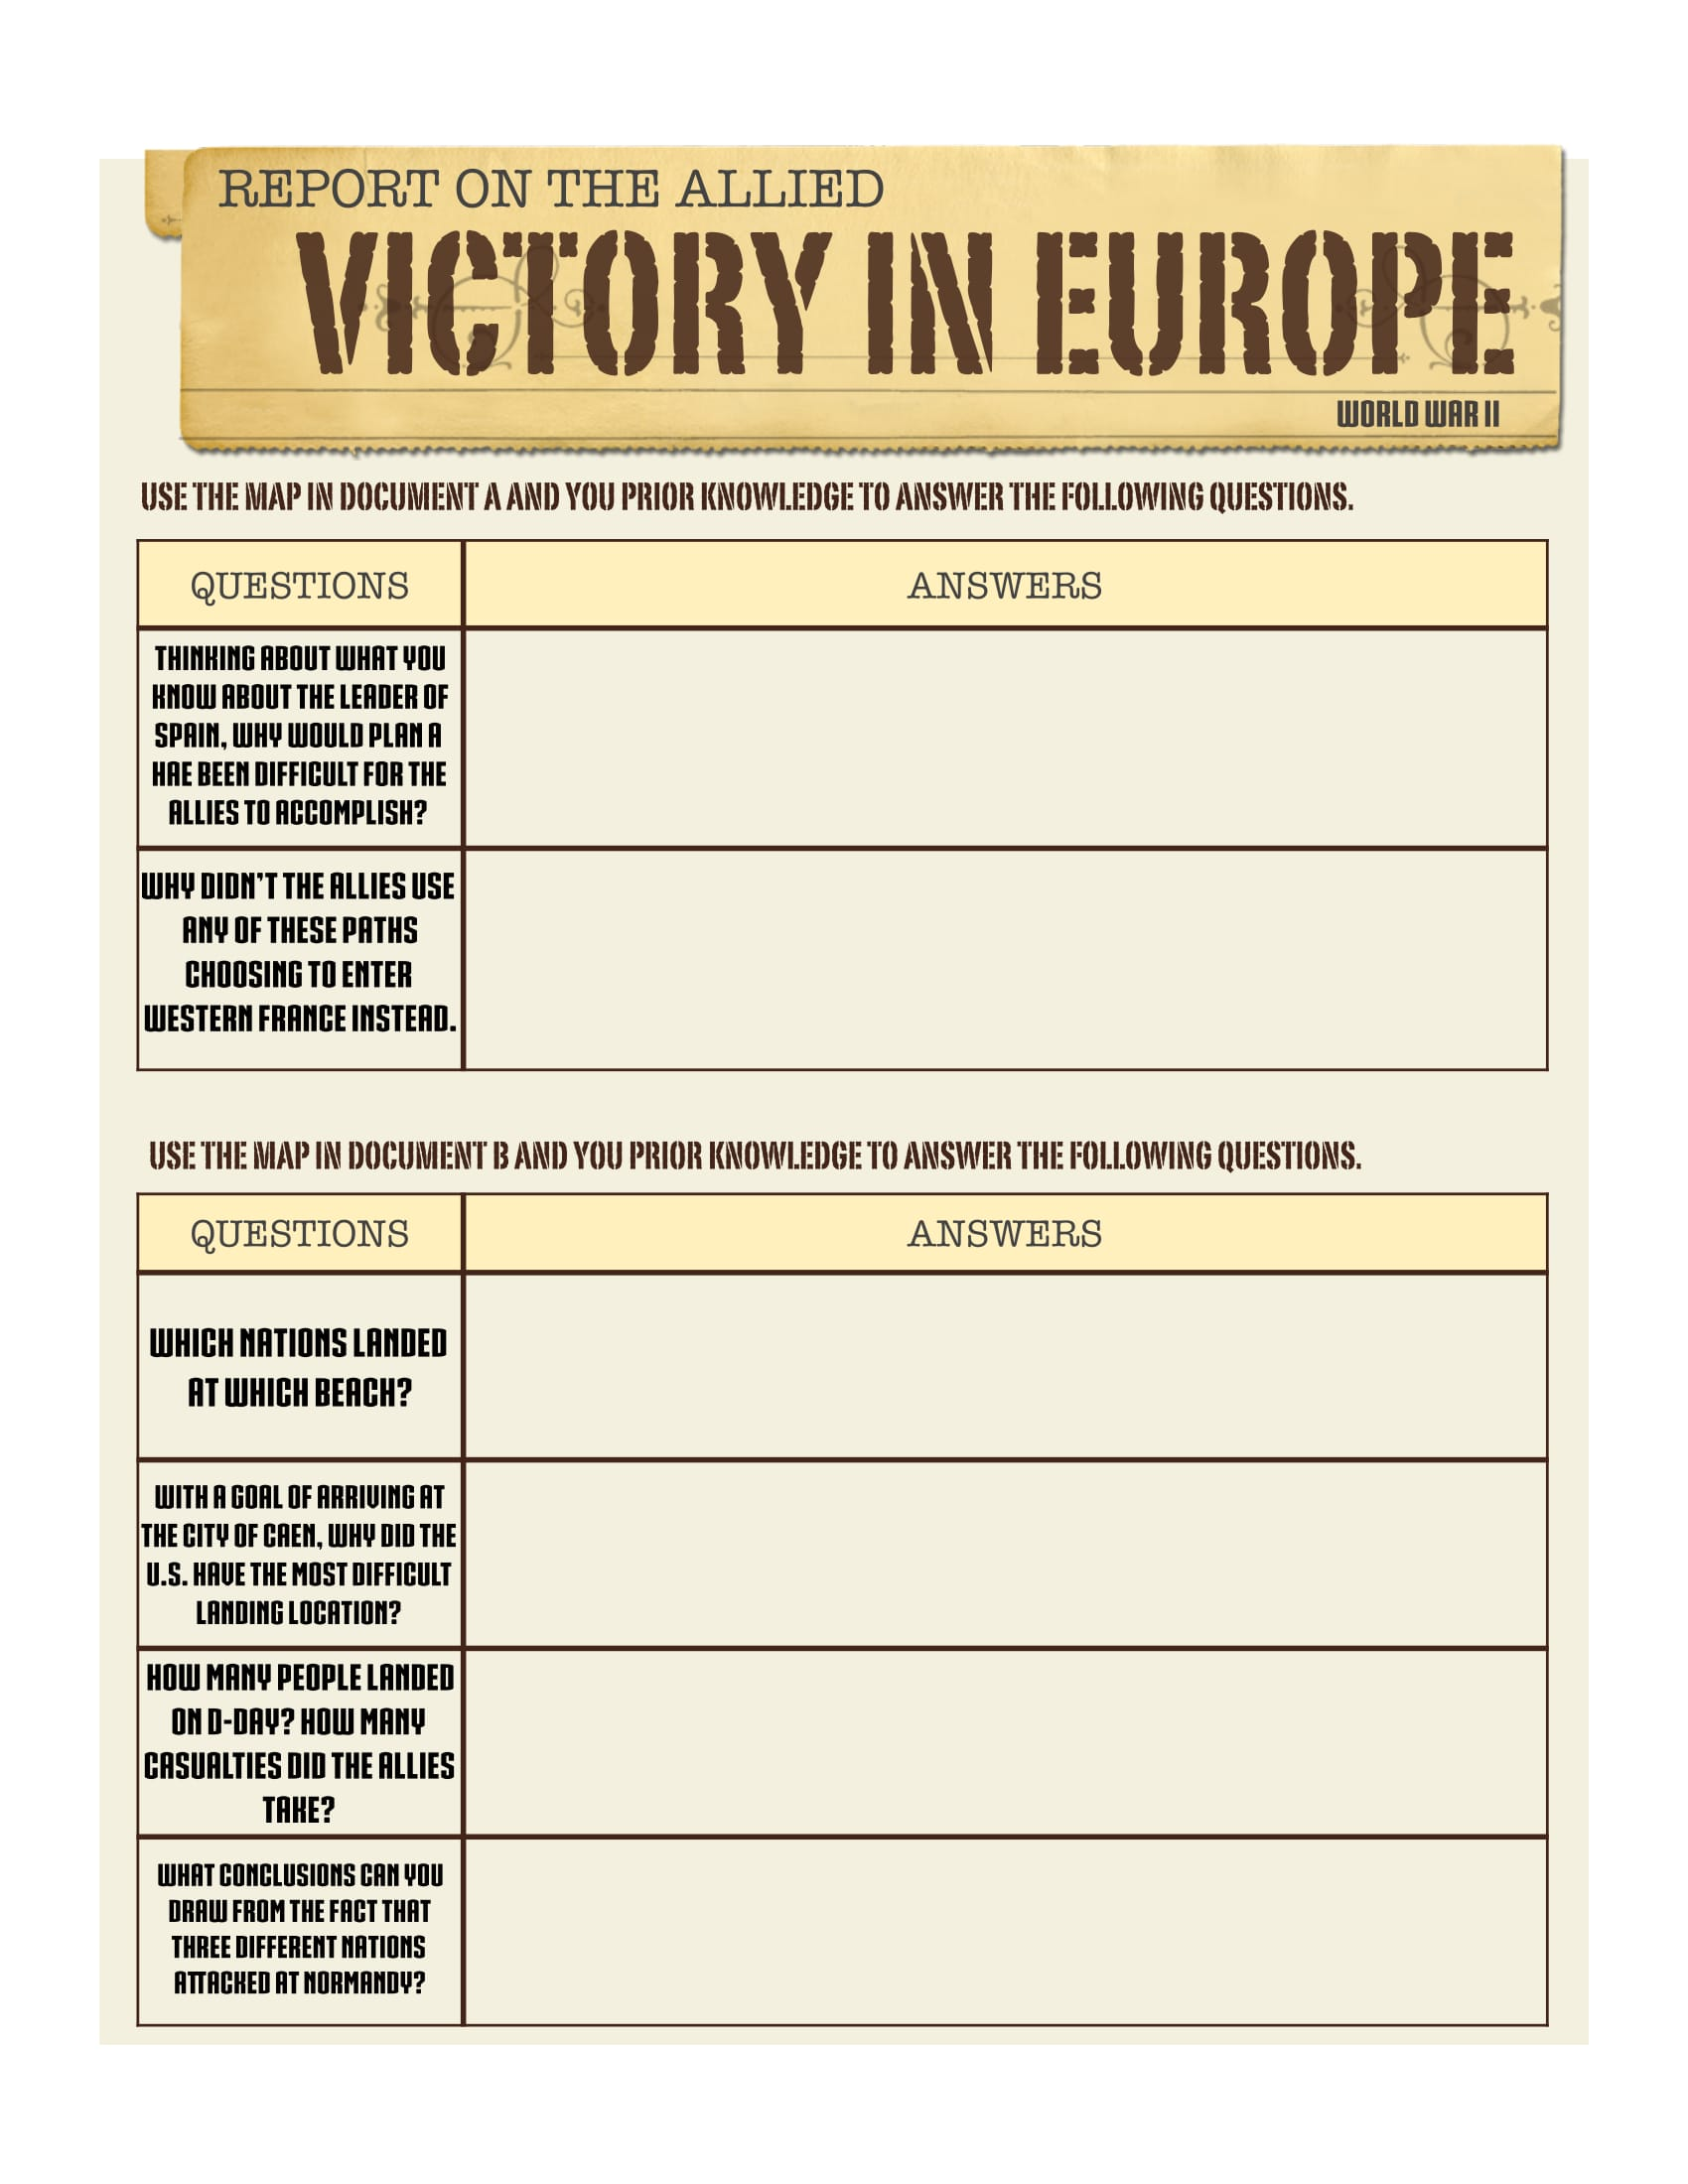 REPORT ON THE ALLIED
VICTORY IN EUROPE
WORLD WAR II
USE THE MAP IN DOCUMENT A AND YOU PRIOR KNOWLEDGE TO ANSWER THE FOLLOWING QUESTIONS.
QUESTIONS
ANSWERS
THINKING ABOUT WHAT YOU
KNOW ABOUT THE LEADER OF
SPAIN, WHY WOULD PLAN A
HAE BEEN DIFFICULT FOR THE
ALLIES TO ACCOMPLISH?
WHY DIDN'T THE ALLIES USE
ANY OF THESE PATHS
CHOOSING TO ENTER
WESTERN FRANCE INSTEAD.
USE THE MAP IN DOCUMENT B AND YOU PRIOR KNOWLEDGE TO ANSWER THE FOLLOWING QUESTIONS.
QUESTIONS
ANSWERS
WHICH NATIONS LANDED
AT WHICH BEACH?
WITH A GOAL OF ARRIVING AT
THE CITY OF CAEN, WHY DID THE
U.S. HAVE THE MOST DIFFICULT
LANDING LOCATION?
HOW MANY PEOPLE LANDED
ON D-DAY? HOW MANY
CASUALTIES DID THE ALLIES
TAKE?
WHAT CONCLUSIONS CAN YOU
DRAW FROM THE FACT THAT
THREE DIFFERENT NATIONS
ATTACKED AT NORMANDY?